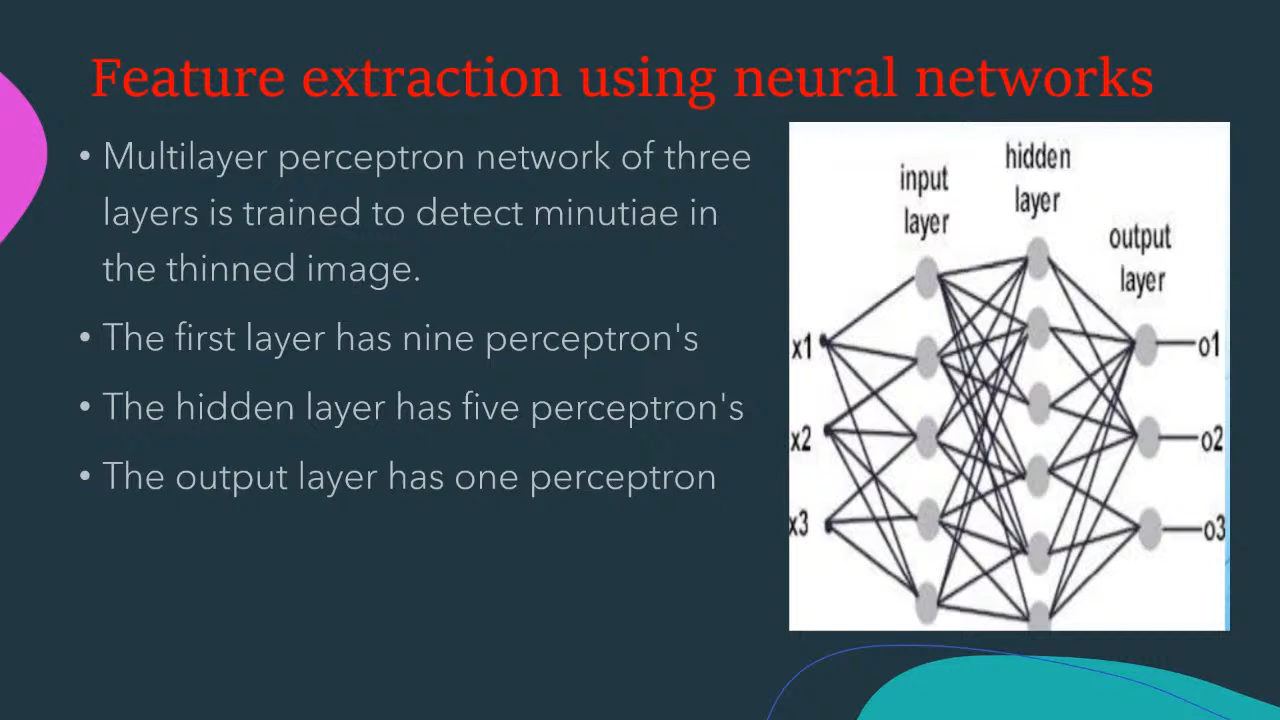 Feature extraction using neural networks
• Multilayer perceptron network of three
layers is trained to detect minutiae in
the thinned image.
• The first layer has nine perceptron's
• The hidden layer has five perceptron's
• The output layer has one perceptron
hidden
layer
input
layer
output
layer
x1
o1
x2
o2
x3
o3